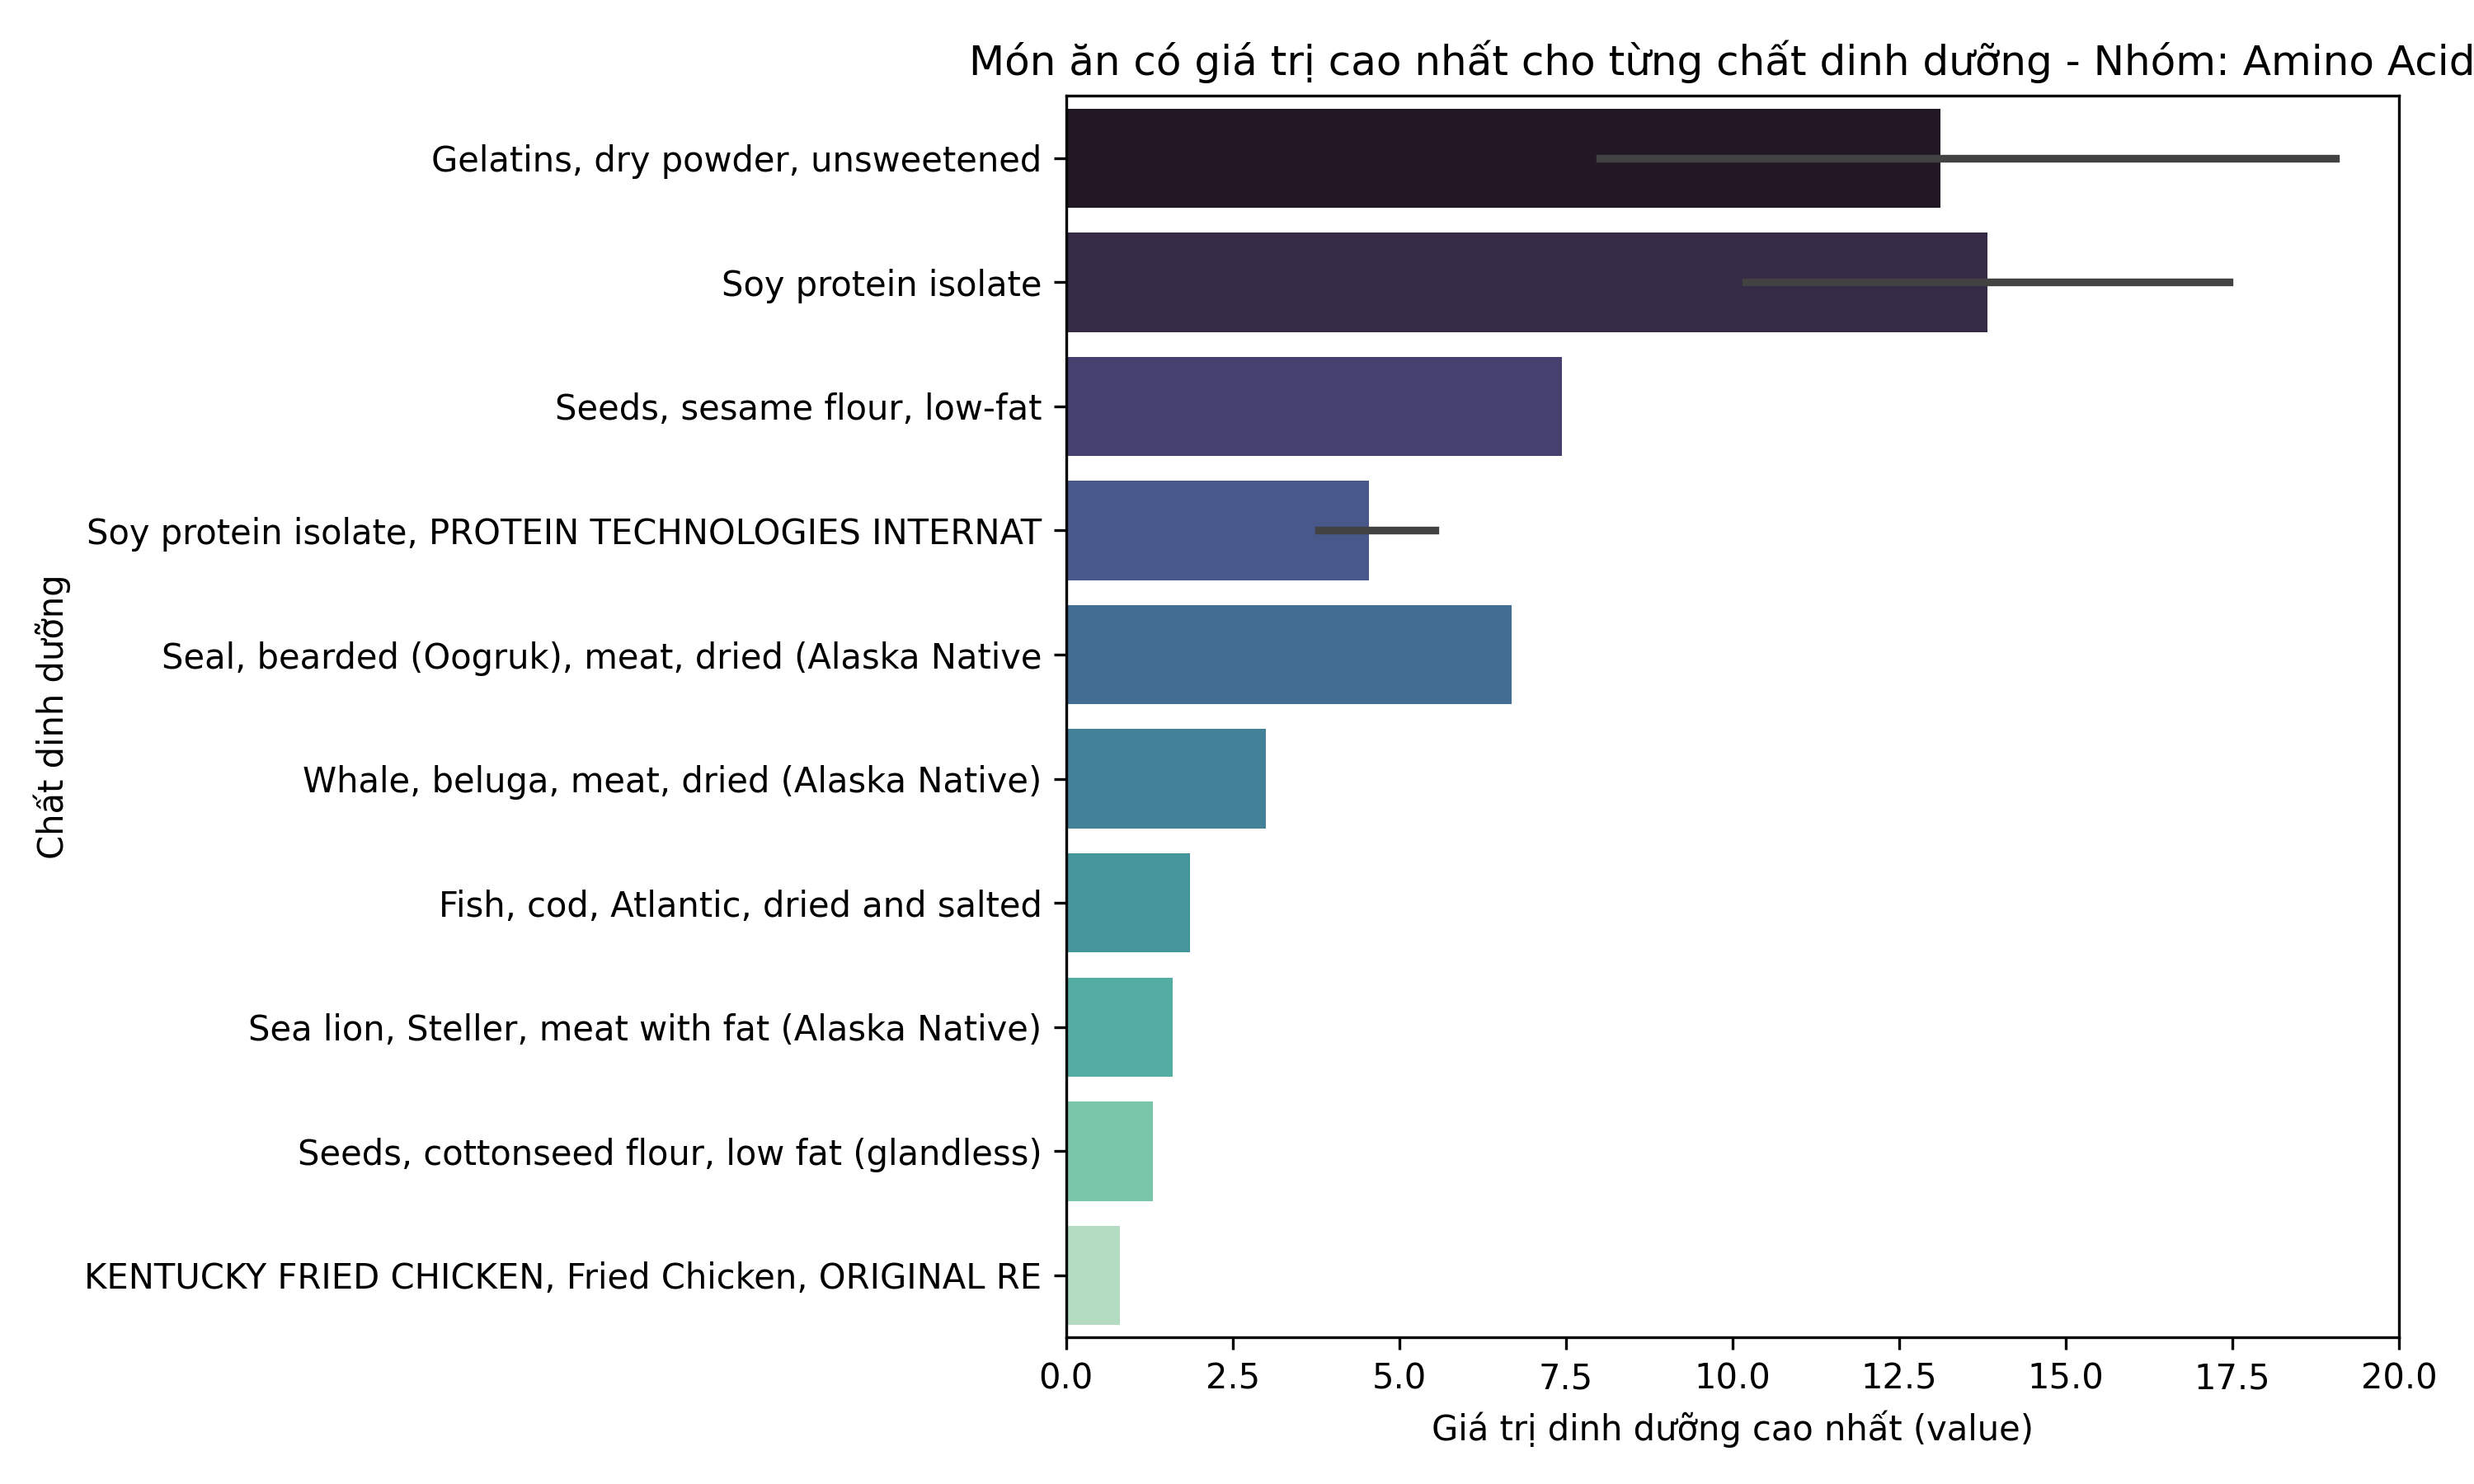 Món ăn có giá trị cao nhất cho từng chất dinh dưỡng - Nhóm: Amino Acid
Chất dinh dưỡng
Gelatins, dry powder, unsweetened
Soy protein isolate
Seeds, sesame flour, low-fat
Soy protein isolate, PROTEIN TECHNOLOGIES INTERNAT
Seal, bearded (Oogruk), meat, dried (Alaska Native
Whale, beluga, meat, dried (Alaska Native)
Fish, cod, Atlantic, dried and salted
Sea lion, Steller, meat with fat (Alaska Native)
Seeds, cottonseed flour, low fat (glandless)
KENTUCKY FRIED CHICKEN, Fried Chicken, ORIGINAL RE
0.0 2.5 5.0 7.5 10.0 12.5 15.0 17.5 20.0
Giá trị dinh dưỡng cao nhất (value)